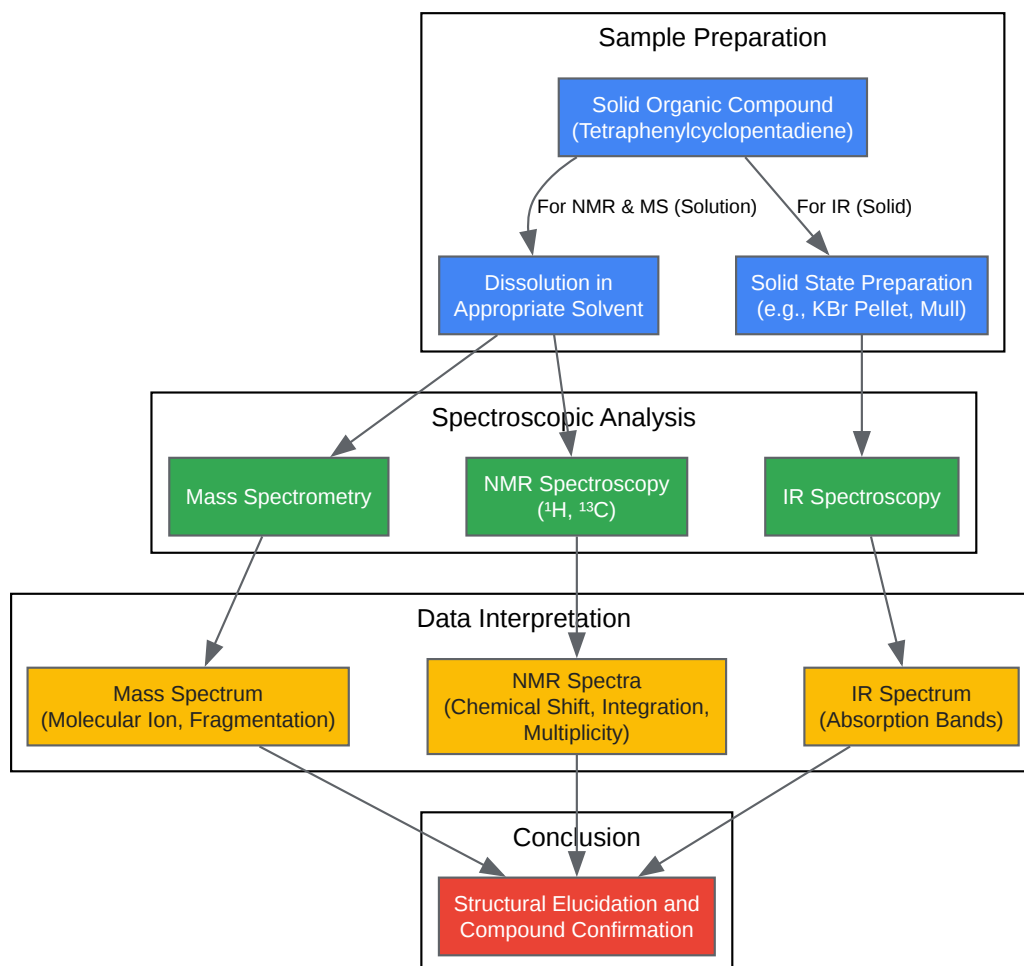 Sample Preparation
Solid Organic Compound
(Tetraphenylcyclopentadiene)
For NMR & MS (Solution)
For IR (Solid)
Dissolution in
Appropriate Solvent
Solid State Preparation
(e.g., KBr Pellet, Mull)
Spectroscopic Analysis
Mass Spectrometry
NMR Spectroscopy
(¹H, ¹³C)
IR Spectroscopy
Data Interpretation
Mass Spectrum
(Molecular Ion, Fragmentation)
NMR Spectra
(Chemical Shift, Integration,
Multiplicity)
IR Spectrum
(Absorption Bands)
Conclusion
Structural Elucidation and
Compound Confirmation